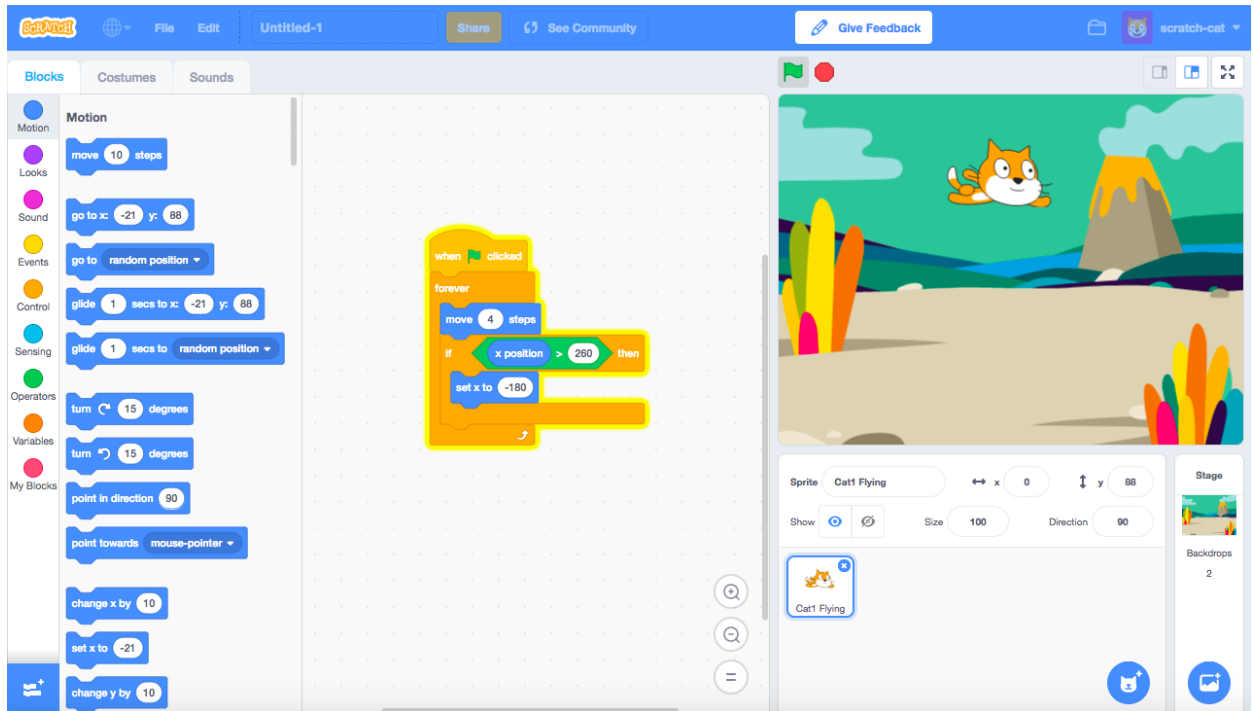 SCRATCH File Edit Untitled-1 Share See Community Give Feedback scratch-cat
Blocks Costumes Sounds
Motion
Looks
Sound
Events
Control
Sensing
Operators
Variables
My Blocks
Motion
move 10 steps
go to x: -21 y: 88
go to random position
glide 1 secs to x: -21 y: 88
glide 1 secs to random position
turn 15 degrees
turn 15 degrees
point in direction 90
point towards mouse-pointer
change x by 10
set x to -21
change y by 10
when clicked
forever
move 4 steps
if x position > 260 then
set x to -180
Sprite Cat1 Flying x 0 y 88
Show Size 100 Direction 90
Cat1 Flying
Stage
Backdrops
2